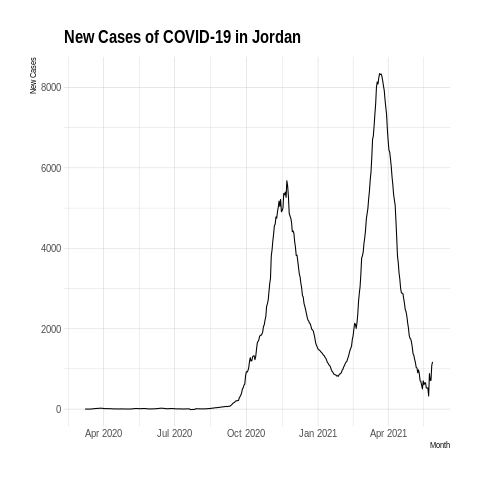 New Cases of COVID-19 in Jordan
New Cases
8000
6000
4000
2000
0
Apr 2020 Jul 2020 Oct 2020 Jan 2021 Apr 2021
Month